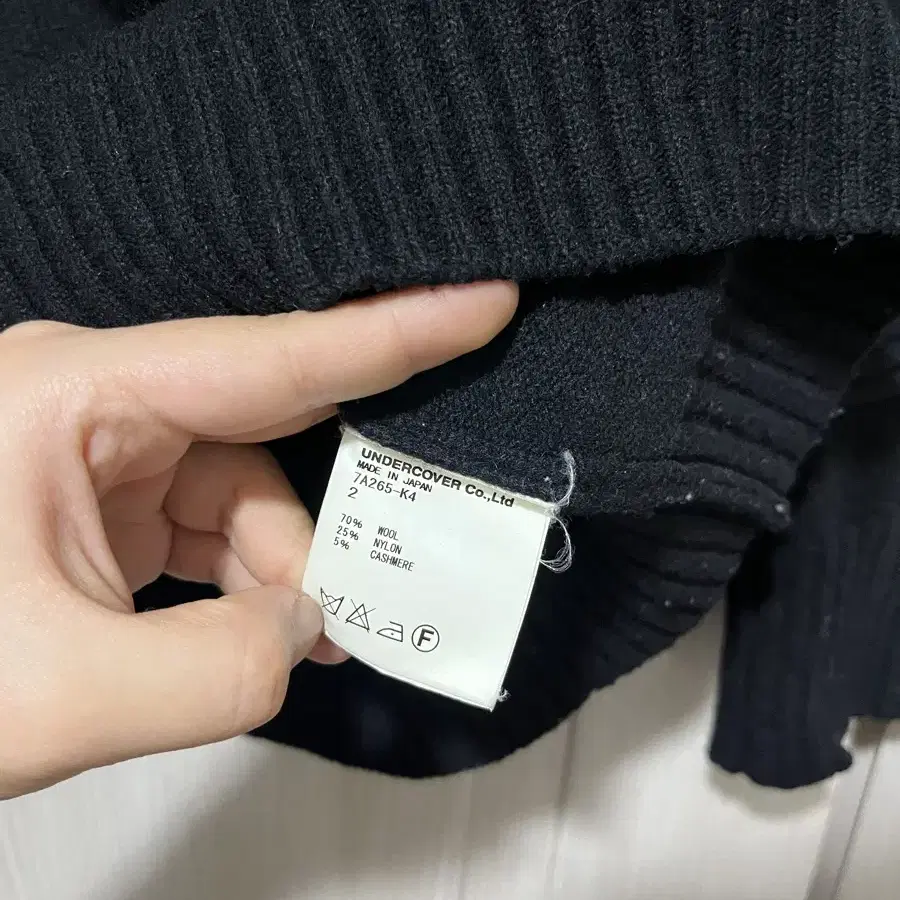 UNDERCOVER Co.,Ltd
MADE IN JAPAN
7A265-K4
2
70% WOOL
25% NYLON
5% CASHMERE
F